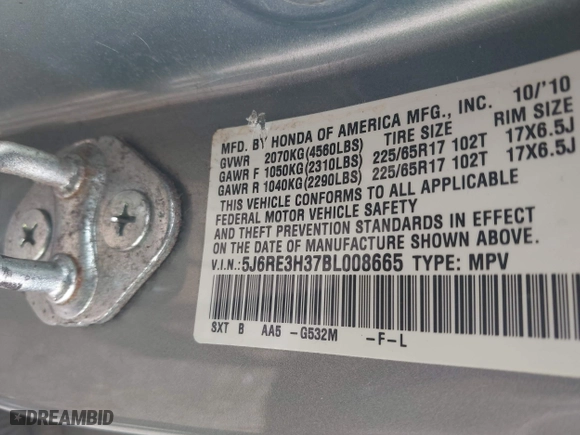 MFD. BY HONDA OF AMERICA MFG., INC. 10/'10
GVWR 2070KG(4560LBS) TIRE SIZE RIM SIZE
GAWR F 1050KG(2310LBS) 225/65R17 102T 17X6.5J
GAWR R 1040KG(2290LBS) 225/65R17 102T 17X6.5J
THIS VEHICLE CONFORMS TO ALL APPLICABLE
FEDERAL MOTOR VEHICLE SAFETY
AND THEFT PREVENTION STANDARDS IN EFFECT
ON THE DATE OF MANUFACTURE SHOWN ABOVE.
V.I.N.:5J6RE3H37BL008665 TYPE: MPV
SXT B AA5 -G532M -F-L
DREAMBID